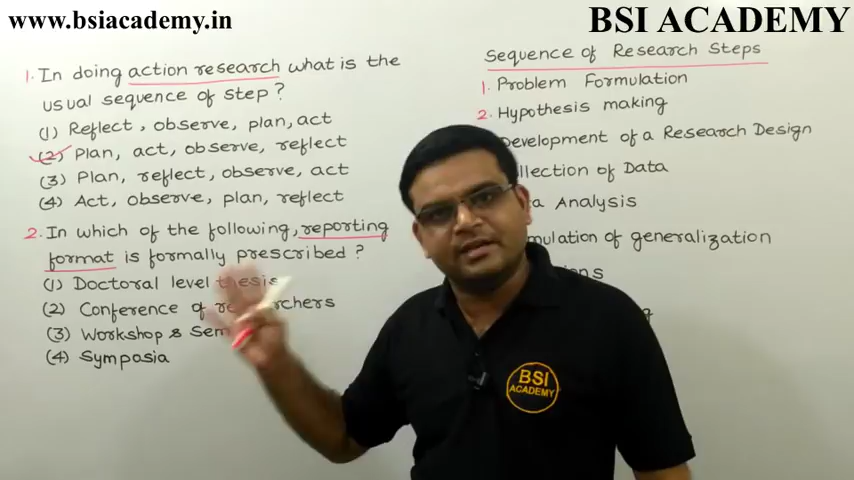 www.bsiacademy.in
BSI ACADEMY
1. In doing action research what is the
usual sequence of step ?
(1) Reflect, observe, plan, act
(2) Plan, act, observe, reflect
(3) Plan, reflect, observe, act
(4) Act, observe, plan, reflect
2. In which of the following, reporting
format is formally prescribed ?
(1) Doctoral level thesis
(2) Conference of
(3) Workshop &
(4) Symposia
Sequence of Research Steps
1. Problem Formulation
2. Hypothesis making
Development of a Research Design
of Data
Analysis
of generalization
BSI
ACADEMY